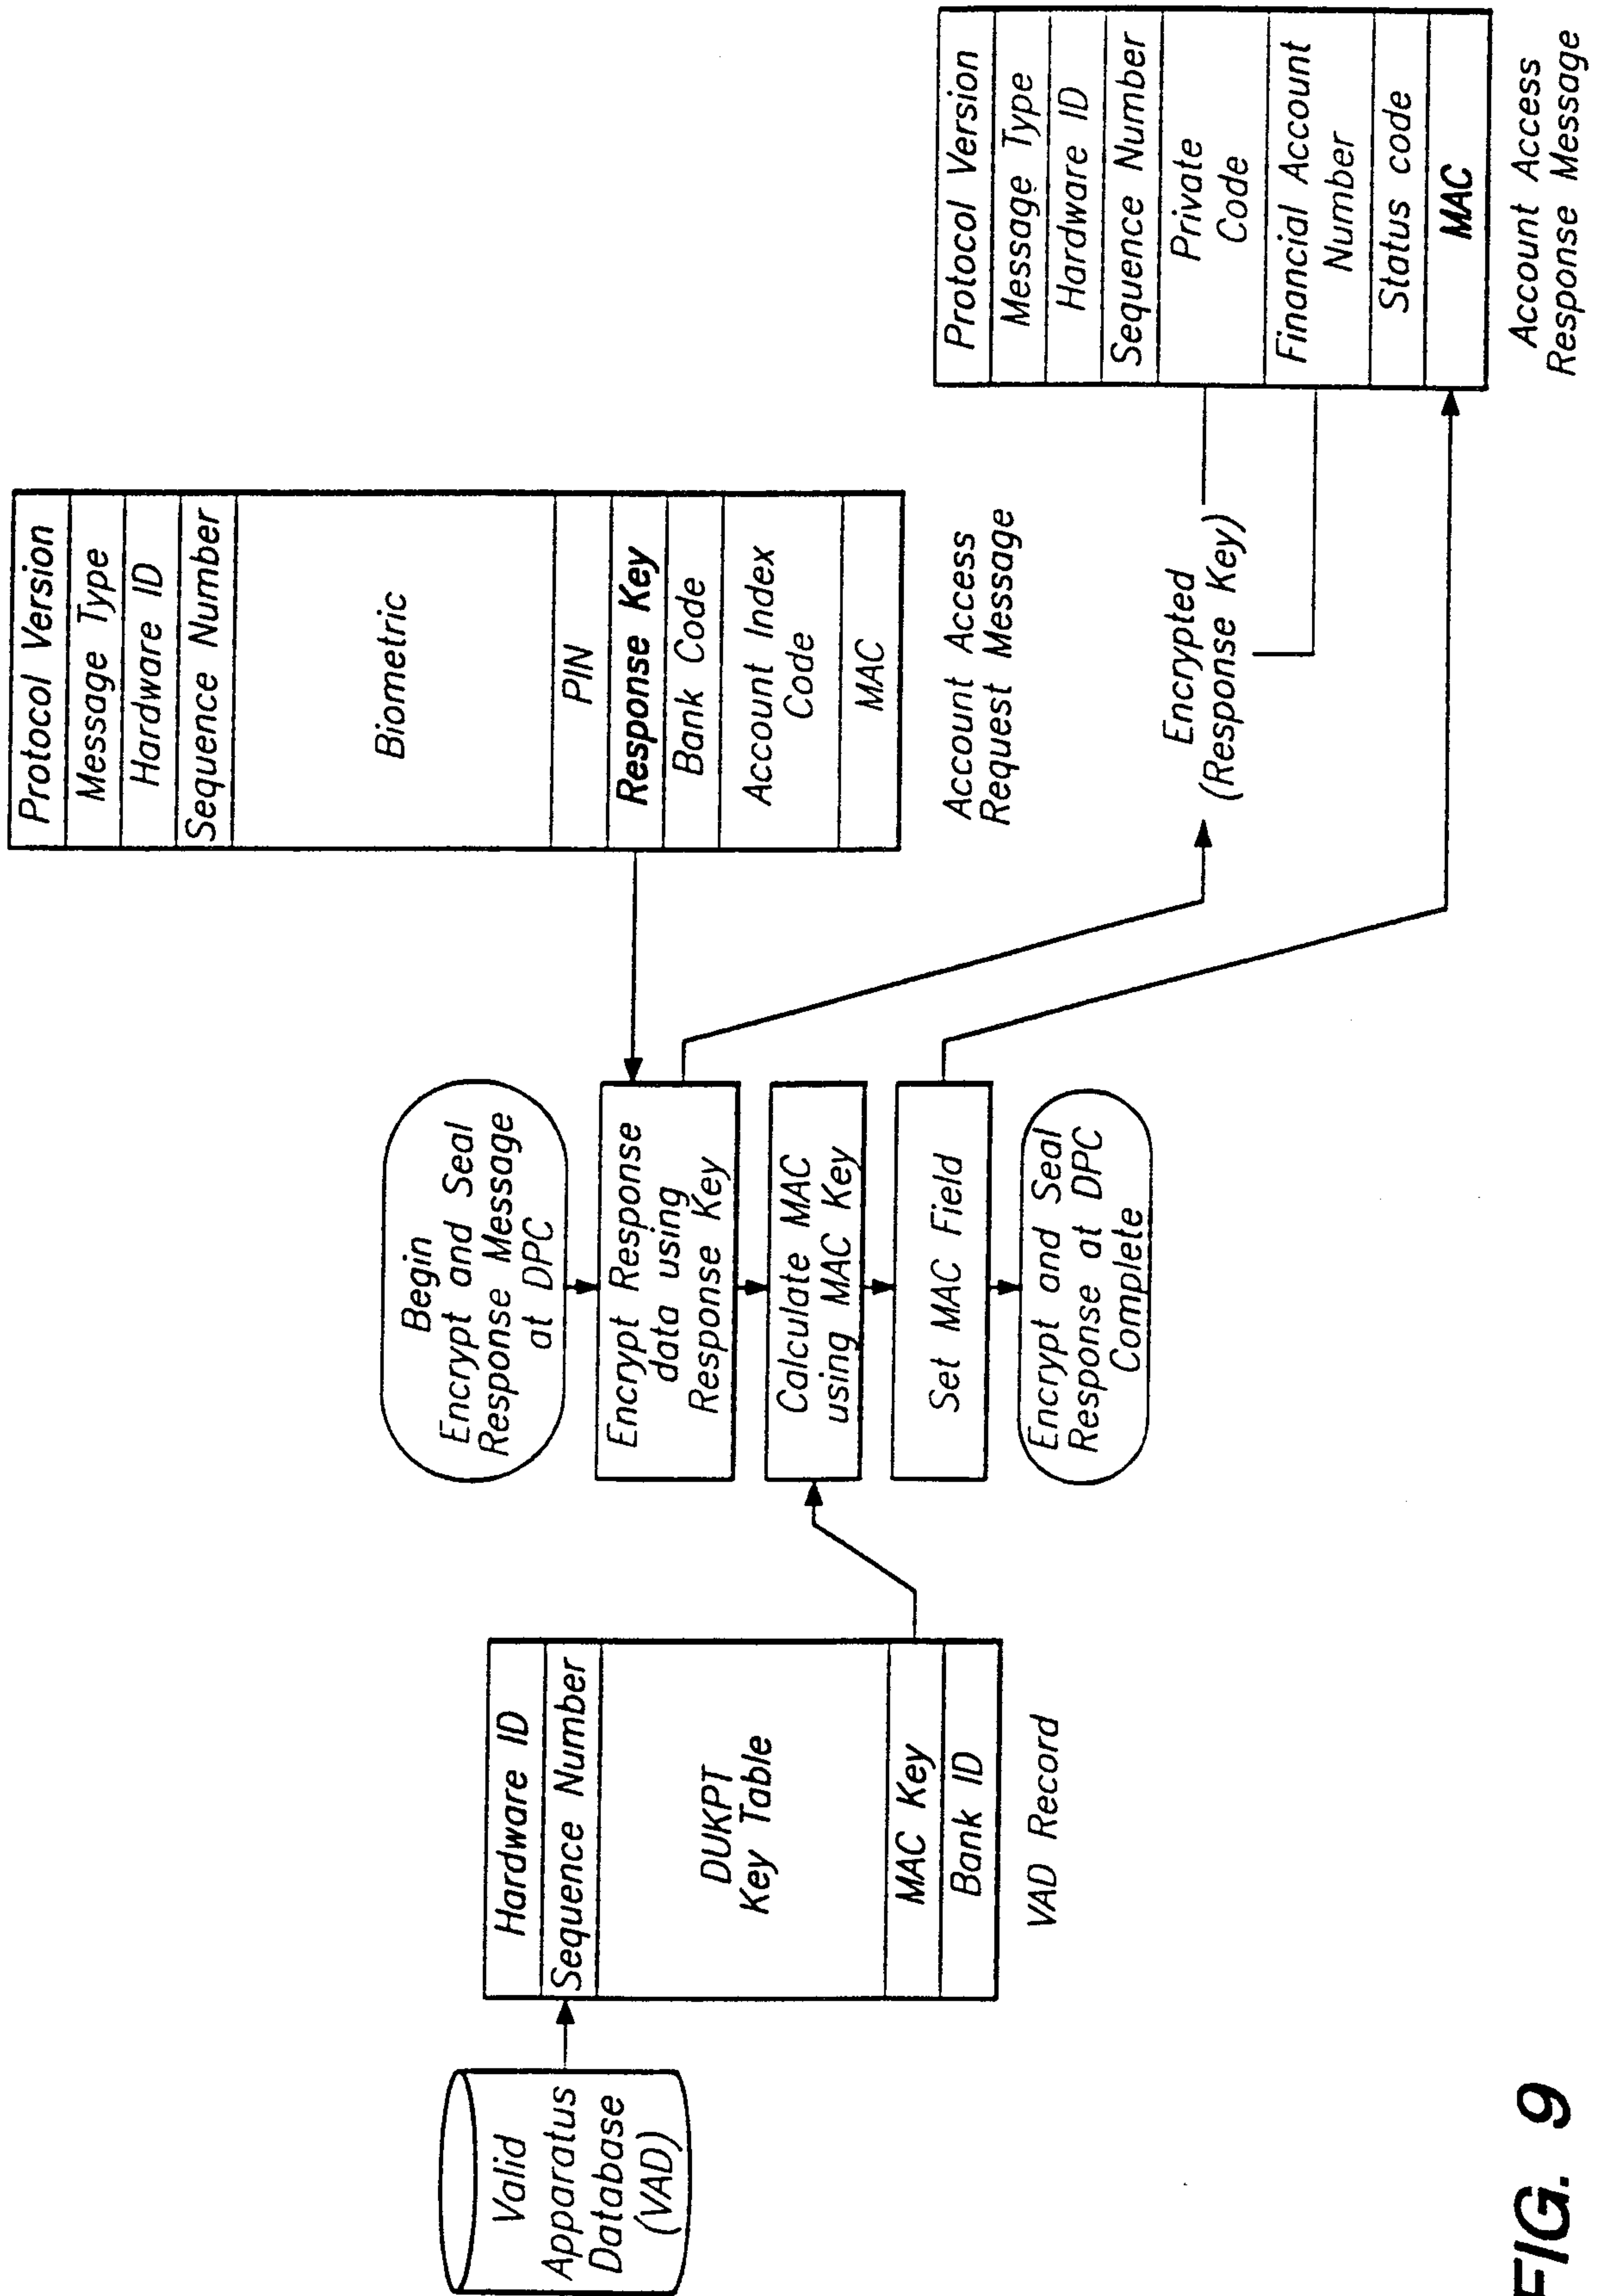 Valid
Apparatus
Database
(VAD)
Hardware ID
Sequence Number
DUKPT
Key Table
MAC Key
Bank ID
VAD Record
Begin
Encrypt and Seal
Response Message
at DPC
Encrypt Response
data using
Response Key
Calculate MAC
using MAC Key
Set MAC Field
Encrypt and Seal
Response at DPC
Complete
Protocol Version
Message Type
Hardware ID
Sequence Number
Biometric
PIN
Response Key
Bank Code
Account Index
Code
MAC
Account Access
Request Message
Encrypted
(Response Key)
Protocol Version
Message Type
Hardware ID
Sequence Number
Private
Code
Financial Account
Number
Status code
MAC
Account Access
Response Message
FIG. 9